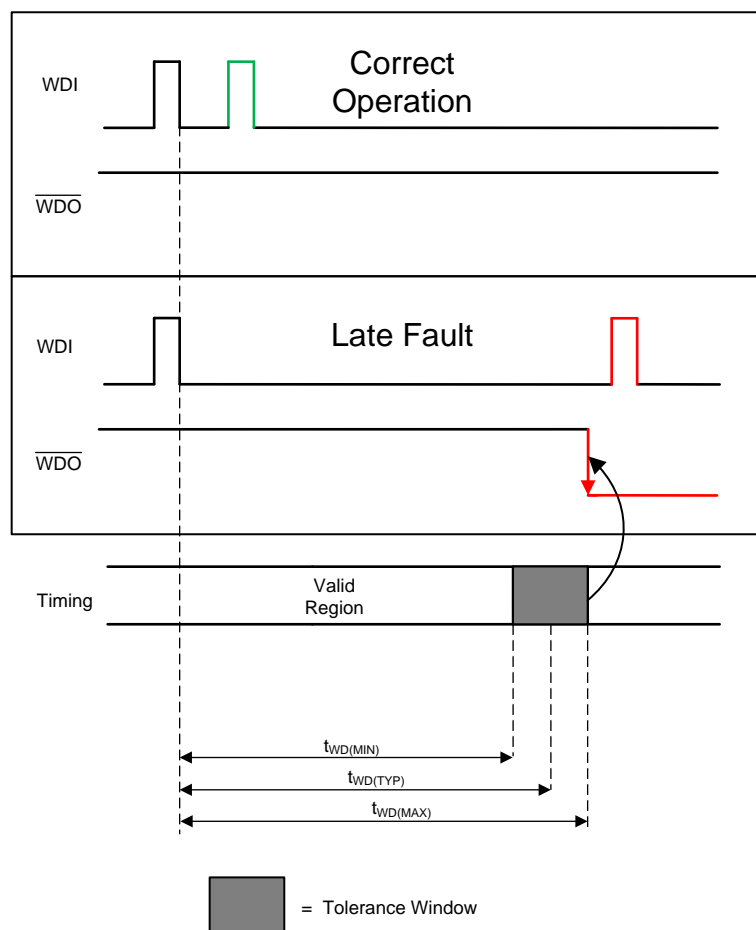 WDI
Correct
Operation
WDO
WDI
Late Fault
WDO
Timing
Valid
Region
tWD(MIN)
tWD(TYP)
tWD(MAX)
= Tolerance Window